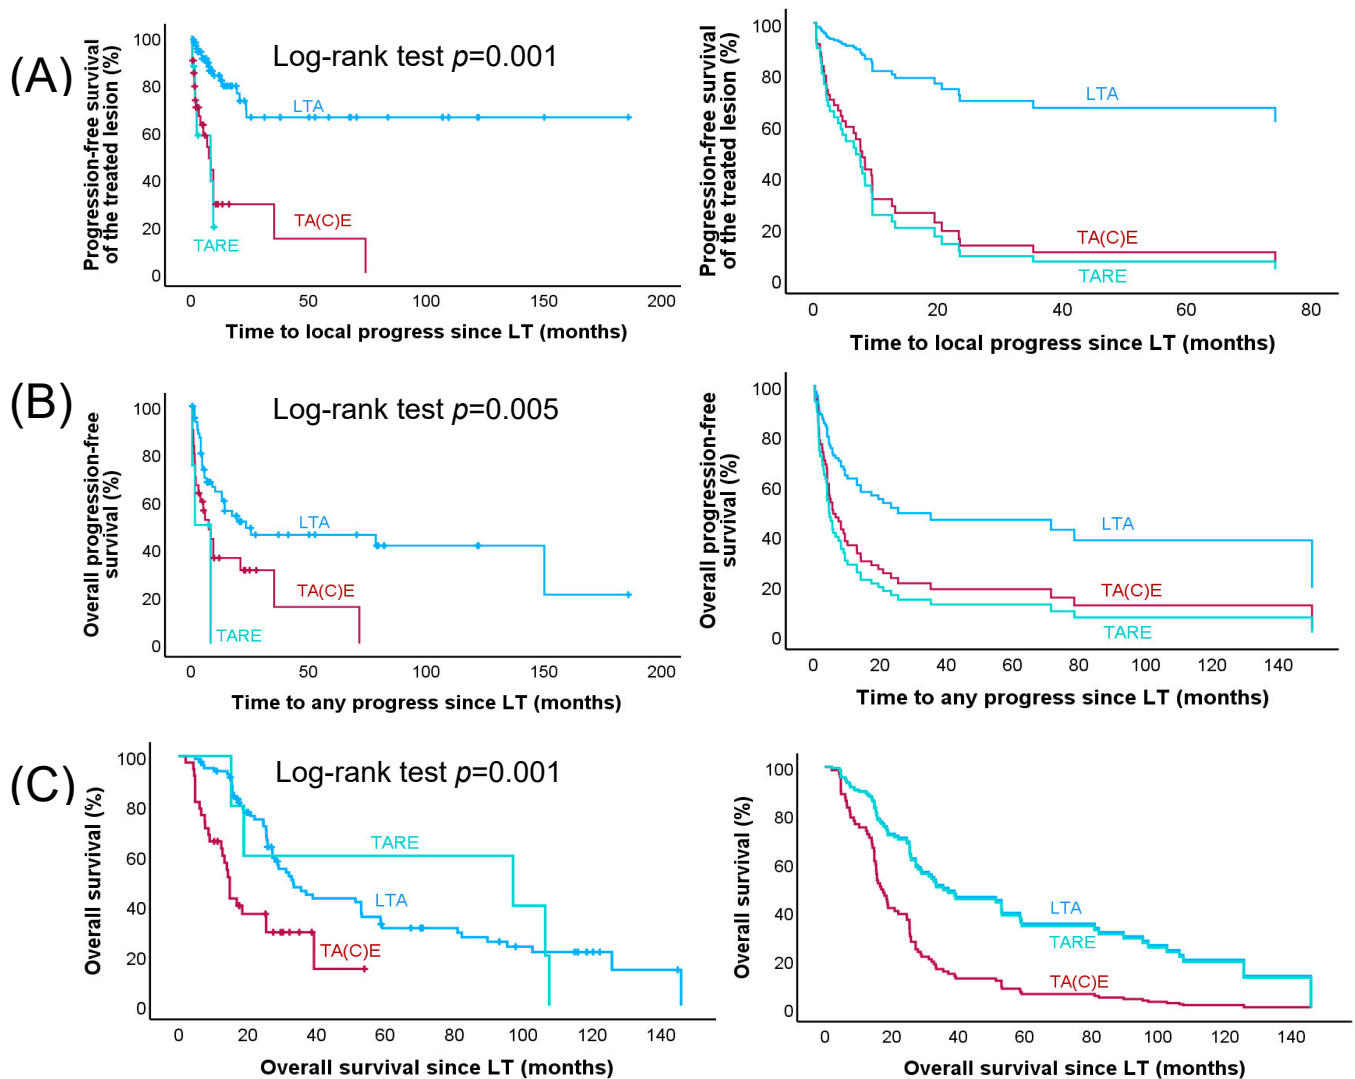 (A)
Progression-free survival
of the treated lesion (%)
100
80
60
40
20
0
Log-rank test p=0.001
LTA
TA(C)E
TARE
0 50 100 150 200
Time to local progress since LT (months)
Progression-free survival
of the treated lesion (%)
100
80
60
40
20
0
LTA
TA(C)E
TARE
0 20 40 60 80
Time to local progress since LT (months)
(B)
Overall progression-free
survival (%)
100
80
60
40
20
0
Log-rank test p=0.005
LTA
TA(C)E
TARE
0 50 100 150 200
Time to any progress since LT (months)
Overall progression-free
survival (%)
100
80
60
40
20
0
LTA
TA(C)E
TARE
0 20 40 60 80 100 120 140
Time to any progress since LT (months)
(C)
Overall survival (%)
100
80
60
40
20
0
Log-rank test p=0.001
TARE
LTA
TA(C)E
0 20 40 60 80 100 120 140
Overall survival since LT (months)
Overall survival (%)
100
80
60
40
20
0
LTA
TARE
TA(C)E
0 20 40 60 80 100 120 140
Overall survival since LT (months)